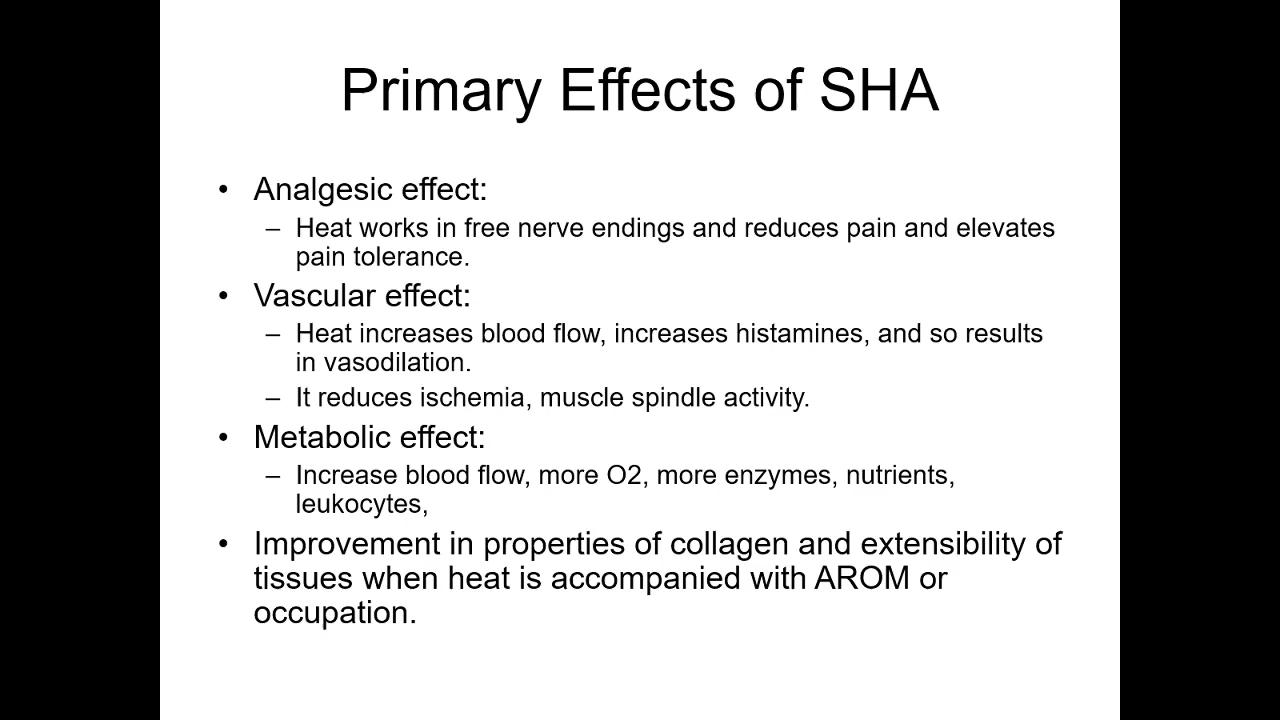 Primary Effects of SHA
• Analgesic effect:
– Heat works in free nerve endings and reduces pain and elevates
pain tolerance.
• Vascular effect:
– Heat increases blood flow, increases histamines, and so results
in vasodilation.
– It reduces ischemia, muscle spindle activity.
• Metabolic effect:
– Increase blood flow, more O2, more enzymes, nutrients,
leukocytes,
• Improvement in properties of collagen and extensibility of
tissues when heat is accompanied with AROM or
occupation.